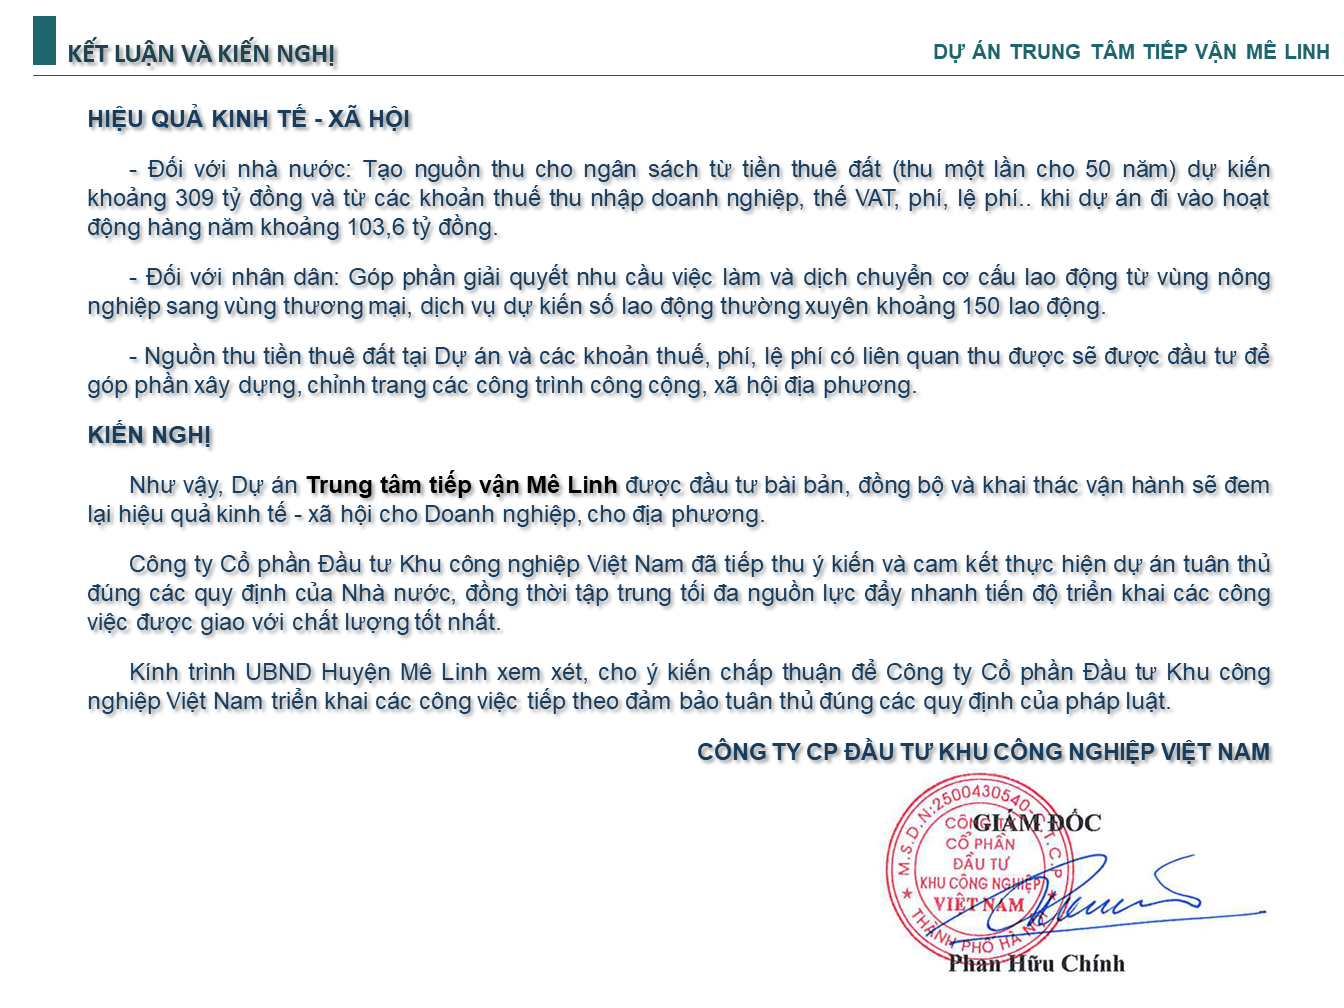 KẾT LUẬN VÀ KIẾN NGHỊ
DỰ ÁN TRUNG TÂM TIẾP VẬN MÊ LINH
HIỆU QUẢ KINH TẾ - XÃ HỘI
- Đối với nhà nước: Tạo nguồn thu cho ngân sách từ tiền thuê đất (thu một lần cho 50 năm) dự kiến
khoảng 309 tỷ đồng và từ các khoản thuế thu nhập doanh nghiệp, thế VAT, phí, lệ phí.. khi dự án đi vào hoạt
động hàng năm khoảng 103,6 tỷ đồng.
- Đối với nhân dân: Góp phần giải quyết nhu cầu việc làm và dịch chuyển cơ cấu lao động từ vùng nông
nghiệp sang vùng thương mại, dịch vụ dự kiến số lao động thường xuyên khoảng 150 lao động.
- Nguồn thu tiền thuê đất tại Dự án và các khoản thuế, phí, lệ phí có liên quan thu được sẽ được đầu tư để
góp phần xây dựng, chỉnh trang các công trình công cộng, xã hội địa phương.
KIẾN NGHỊ
Như vậy, Dự án Trung tâm tiếp vận Mê Linh được đầu tư bài bản, đồng bộ và khai thác vận hành sẽ đem
lại hiệu quả kinh tế - xã hội cho Doanh nghiệp, cho địa phương.
Công ty Cổ phần Đầu tư Khu công nghiệp Việt Nam đã tiếp thu ý kiến và cam kết thực hiện dự án tuân thủ
đúng các quy định của Nhà nước, đồng thời tập trung tối đa nguồn lực đẩy nhanh tiến độ triển khai các công
việc được giao với chất lượng tốt nhất.
Kính trình UBND Huyện Mê Linh xem xét, cho ý kiến chấp thuận để Công ty Cổ phần Đầu tư Khu công
nghiệp Việt Nam triển khai các công việc tiếp theo đảm bảo tuân thủ đúng các quy định của pháp luật.
CÔNG TY CP ĐẦU TƯ KHU CÔNG NGHIỆP VIỆT NAM
M.S.D.N:2500430540-C.T.C.P
GIÁM ĐỐC
CÔNG TY
CỔ PHẦN
ĐẦU TƯ
KHU CÔNG NGHIỆP
VIỆT NAM
THÀNH PHỐ HÀ NỘI
Phan Hữu Chính